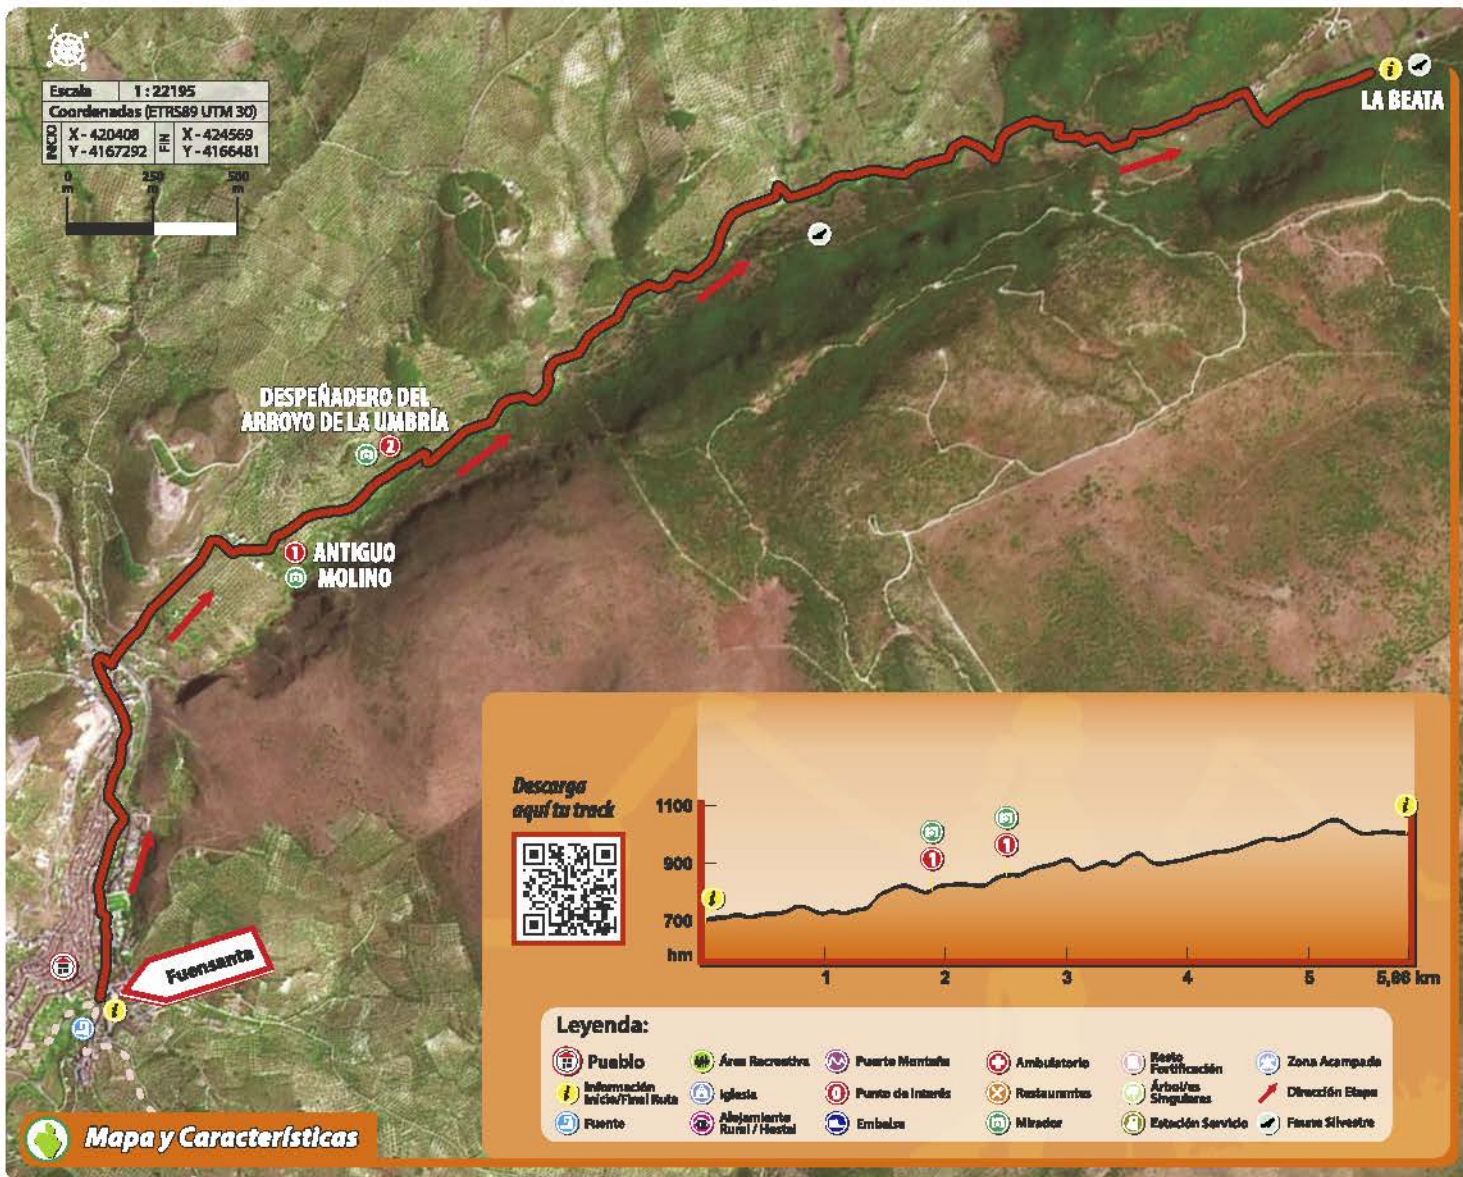 Escala 1 : 22195
Coordenadas (ETRS89 UTM 30)
INICIO X - 420408 FIN X - 424569
Y - 4167292 Y - 4166481
0 m 250 m 500 m
LA BEATA
DESPEÑADERO DEL
ARROYO DE LA UMBRÍA
2
1 ANTIGUO
MOLINO
Fuensanta
Descarga
aquí tu track
1100
900
700
hm
1 1
1 2 3 4 5 5,86 km
Leyenda:
Pueblo
Área Recreativa
Puerto Montaña
Ambulatorio
Resto
Fortificación
Zona Acampada
Información
Inicio/Final Ruta
Iglesia
Punto de Interés
Restaurantes
Árbol/es
Singulares
Dirección Etapa
Fuente
Alojamiento
Rural / Hostal
Embalse
Mirador
Estación Servicio
Fauna Silvestre
Mapa y Características